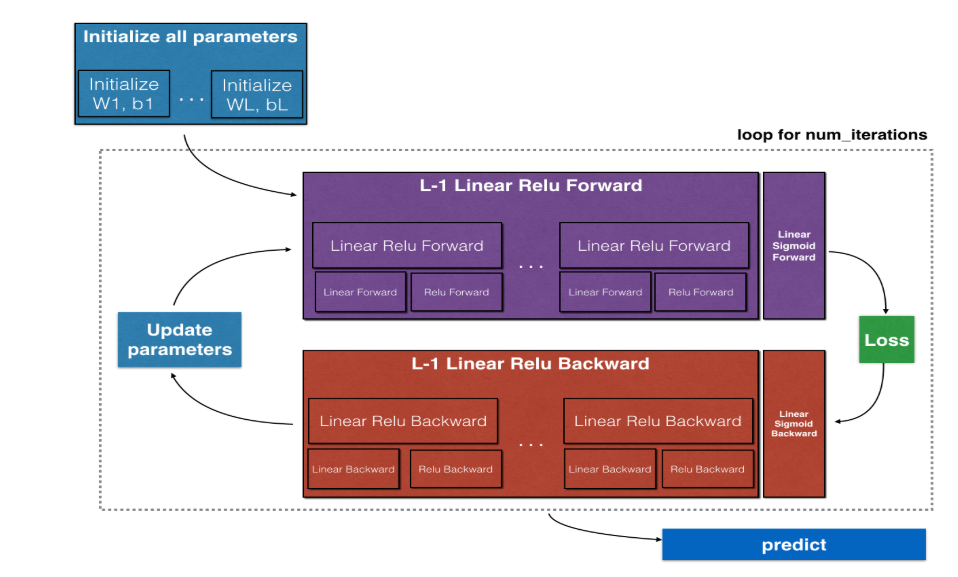 Initialize all parameters
Initialize
W1, b1
. . .
Initialize
WL, bL
loop for num_iterations
L-1 Linear Relu Forward
Linear Relu Forward
. . .
Linear Relu Forward
Linear Forward
Relu Forward
Linear Forward
Relu Forward
Linear
Sigmoid
Forward
Update
parameters
Loss
L-1 Linear Relu Backward
Linear Relu Backward
. . .
Linear Relu Backward
Linear Backward
Relu Backward
Linear Backward
Relu Backward
Linear
Sigmoid
Backward
predict